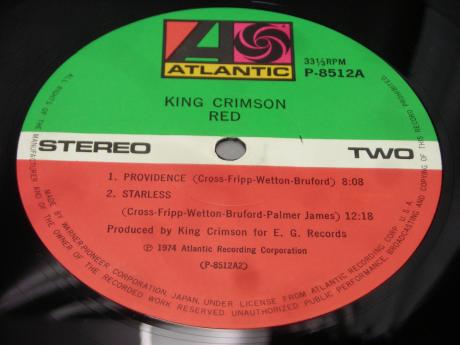 ATLANTIC
33⅓RPM
P-8512A
KING CRIMSON
RED
STEREO
TWO
1. PROVIDENCE (Cross-Fripp-Wetton-Bruford) 8:08
2. STARLESS
(Cross-Fripp-Wetton-Bruford-Palmer James) 12:18
Produced by King Crimson for E. G. Records
℗ 1974 Atlantic Recording Corporation
(P-8512A2)
ALL RIGHTS OF THE MANUFACTURER AND OF THE OWNER OF THE RECORDED WORK RESERVED. UNAUTHORIZED PUBLIC PERFORMANCE, BROADCASTING AND COPYING OF THIS RECORD PROHIBITED.
MADE BY WARNER-PIONEER CORPORATION, JAPAN, UNDER LICENSE FROM ATLANTIC RECORDING CORP. U.S.A.